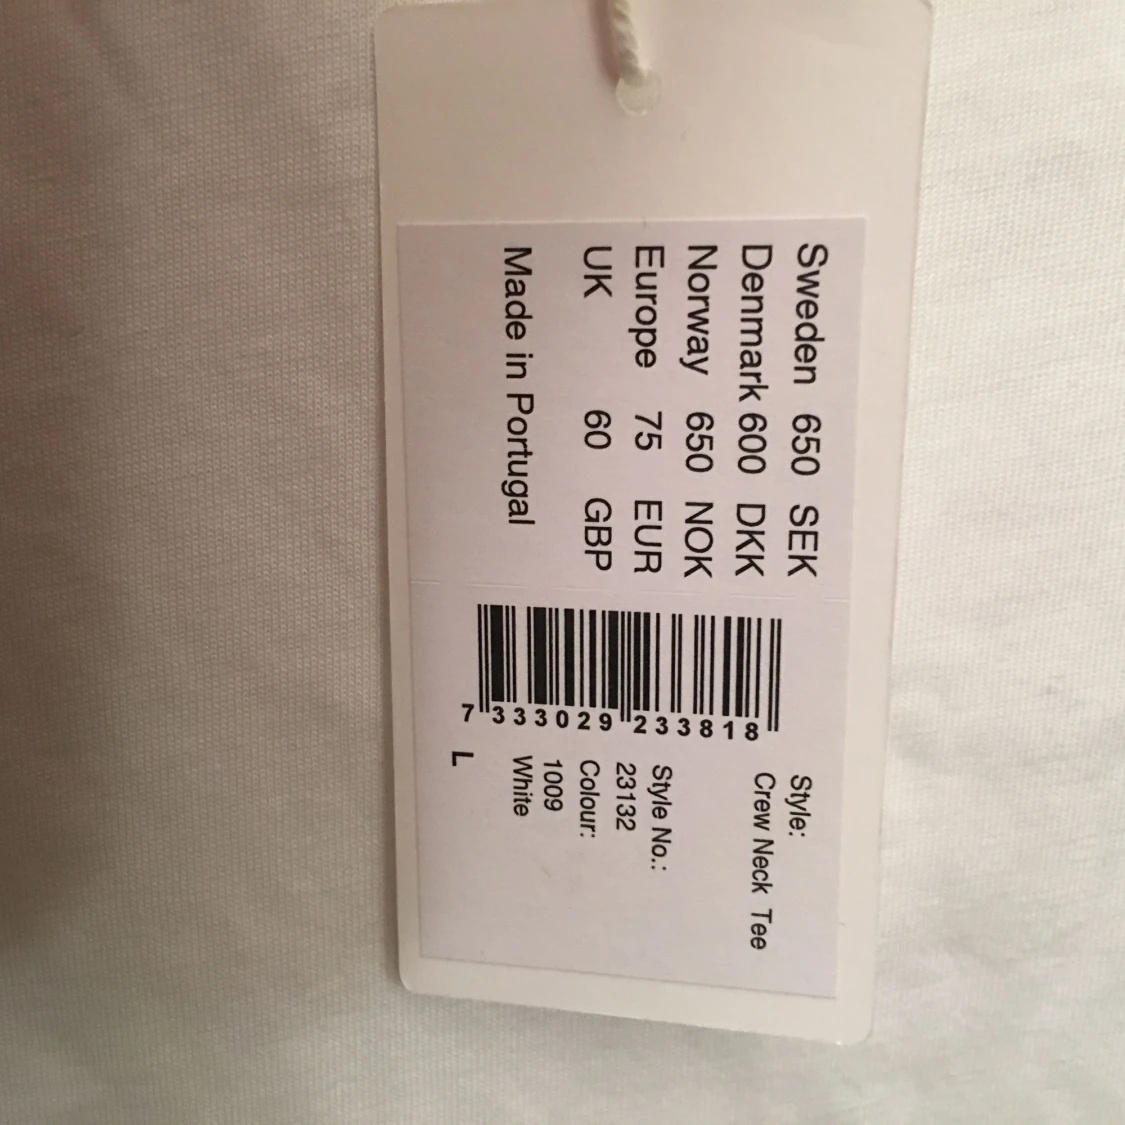 Sweden 650 SEK
Denmark 600 DKK
Norway 650 NOK
Europe 75 EUR
UK 60 GBP
Made in Portugal
7 333029 233818
Style:
Crew Neck Tee
Style No.:
23132
Colour:
1009
White
L